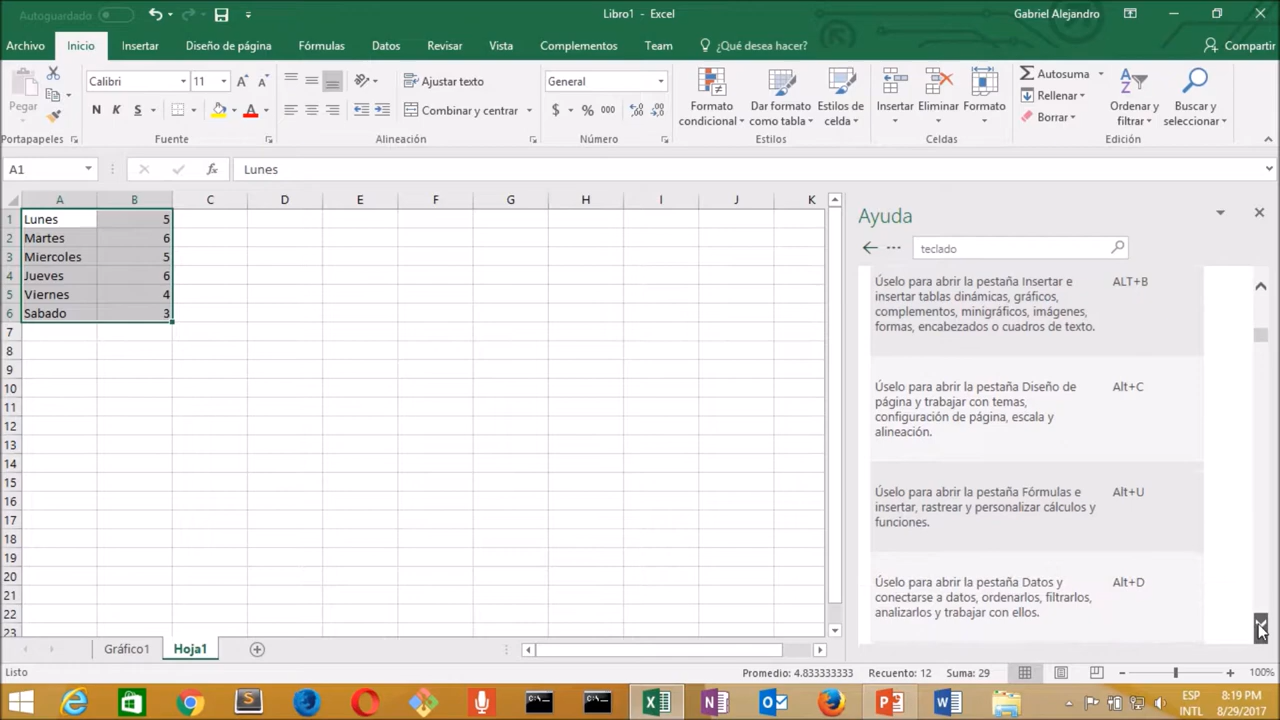 Autoguardado
Libro1 - Excel
Gabriel Alejandro
Archivo Inicio Insertar Diseño de página Fórmulas Datos Revisar Vista Complementos Team ¿Qué desea hacer? Compartir
Pegar
Calibri 11
N K S
Ajustar texto
Combinar y centrar
General
$ % 000
Formato condicional
Dar formato como tabla
Estilos de celda
Insertar Eliminar Formato
Autosuma
Rellenar
Borrar
Ordenar y filtrar
Buscar y seleccionar
Portapapeles Fuente Alineación Número Estilos Celdas Edición
A1 fx Lunes
A B C D E F G H I J K
1 Lunes 5
2 Martes 6
3 Miercoles 5
4 Jueves 6
5 Viernes 4
6 Sabado 3
7
8
9
10
11
12
13
14
15
16
17
18
19
20
21
22
23
Ayuda
teclado
Úselo para abrir la pestaña Insertar e ALT+B
insertar tablas dinámicas, gráficos,
complementos, minigráficos, imágenes,
formas, encabezados o cuadros de texto.
Úselo para abrir la pestaña Diseño de Alt+C
página y trabajar con temas,
configuración de página, escala y
alineación.
Úselo para abrir la pestaña Fórmulas e Alt+U
insertar, rastrear y personalizar cálculos y
funciones.
Úselo para abrir la pestaña Datos y Alt+D
conectarse a datos, ordenarlos, filtrarlos,
analizarlos y trabajar con ellos.
Gráfico1 Hoja1
Listo Promedio: 4.833333333 Recuento: 12 Suma: 29 100%
ESP 8:19 PM
INTL 8/29/2017